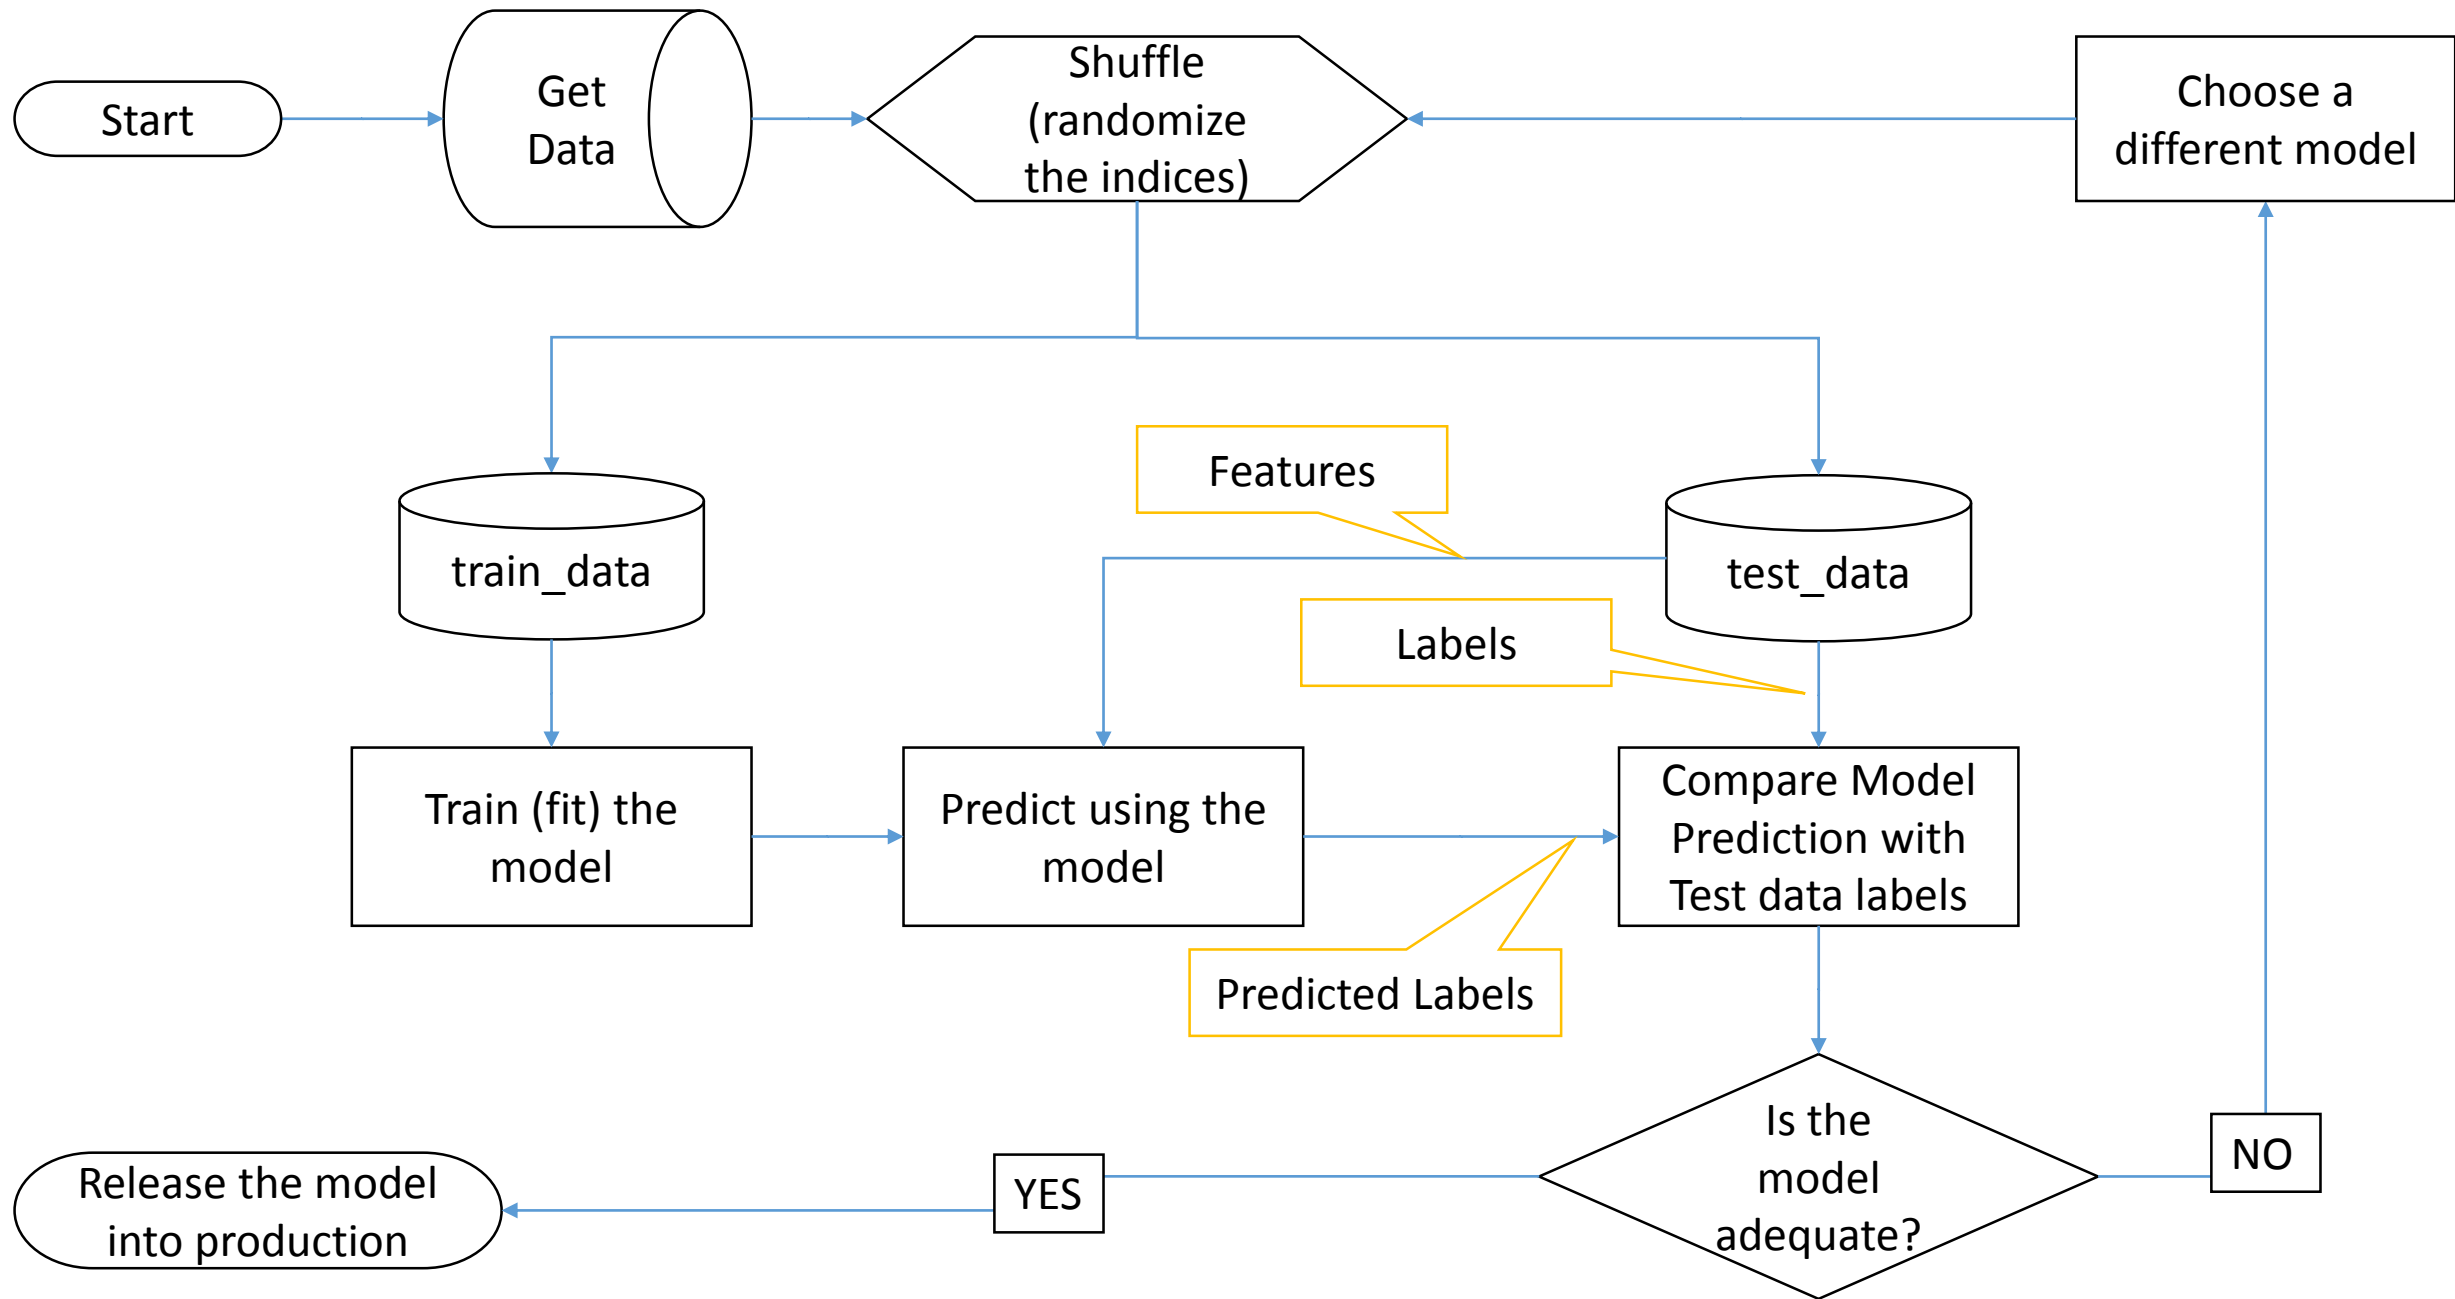 Start
Get
Data
Shuffle
(randomize
the indices)
Choose a
different model
Features
train_data
test_data
Labels
Train (fit) the
model
Predict using the
model
Compare Model
Prediction with
Test data labels
Predicted Labels
Is the
model
adequate?
NO
YES
Release the model
into production